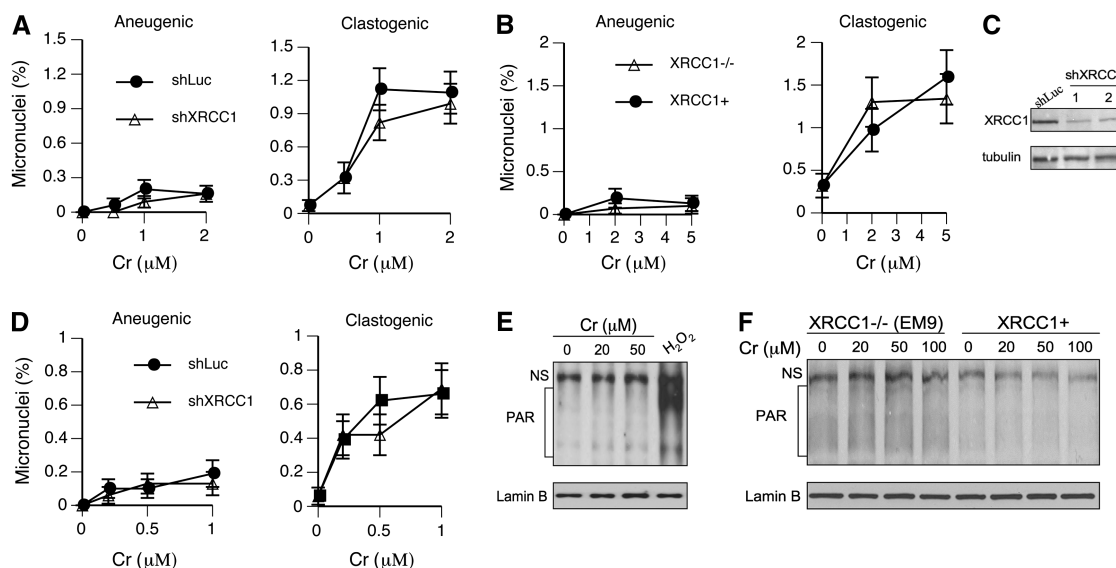 A
Aneugenic
Clastogenic
Micronuclei (%)
1.5
1.2
0.9
0.6
0.3
0
shLuc
shXRCC1
0 1 2
Cr (μM)
1.5
1.2
0.9
0.6
0.3
0
0 1 2
Cr (μM)
B
Aneugenic
Clastogenic
Micronuclei (%)
2
1.5
1
0.5
0
XRCC1-/-
XRCC1+
0 1 2 3 4 5
Cr (μM)
2
1.5
1
0.5
0
0 1 2 3 4 5
Cr (μM)
C
shXRCC
shLuc 1 2
XRCC1
tubulin
D
Aneugenic
Clastogenic
Micronuclei (%)
1
0.8
0.6
0.4
0.2
0
shLuc
shXRCC1
0 0.5 1
Cr (μM)
1
0.8
0.6
0.4
0.2
0
0 0.5 1
Cr (μM)
E
Cr (μM)
0 20 50 H2O2
NS
PAR
Lamin B
F
XRCC1-/- (EM9) XRCC1+
Cr (μM) 0 20 50 100 0 20 50 100
NS
PAR
Lamin B